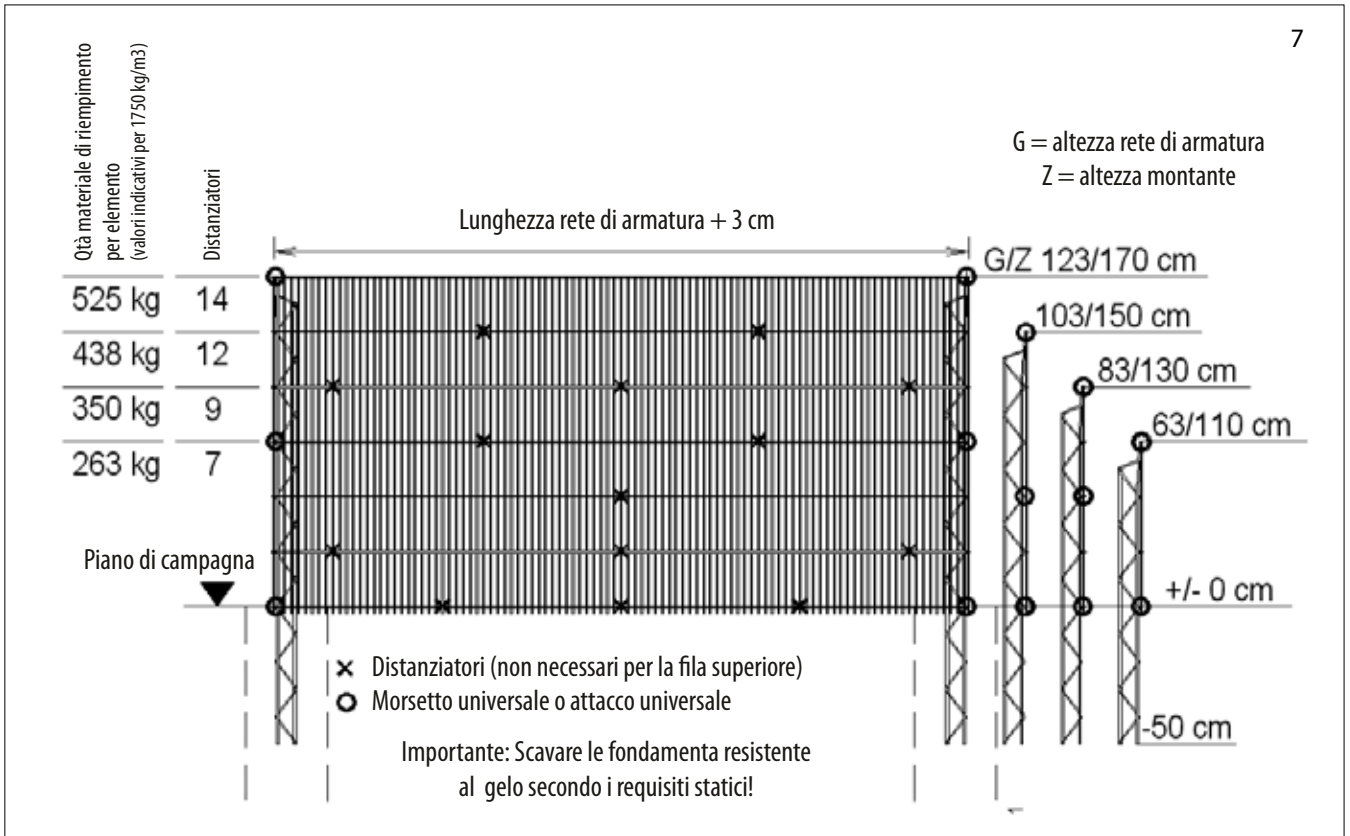 7
Qtà materiale di riempimento
per elemento
(valori indicativi per 1750 kg/m3)
Distanziatori
G = altezza rete di armatura
Z = altezza montante
Lunghezza rete di armatura + 3 cm
G/Z 123/170 cm
525 kg 14
103/150 cm
438 kg 12
83/130 cm
350 kg 9
63/110 cm
263 kg 7
Piano di campagna
+/- 0 cm
Distanziatori (non necessari per la fila superiore)
Morsetto universale o attacco universale
-50 cm
Importante: Scavare le fondamenta resistente
al gelo secondo i requisiti statici!